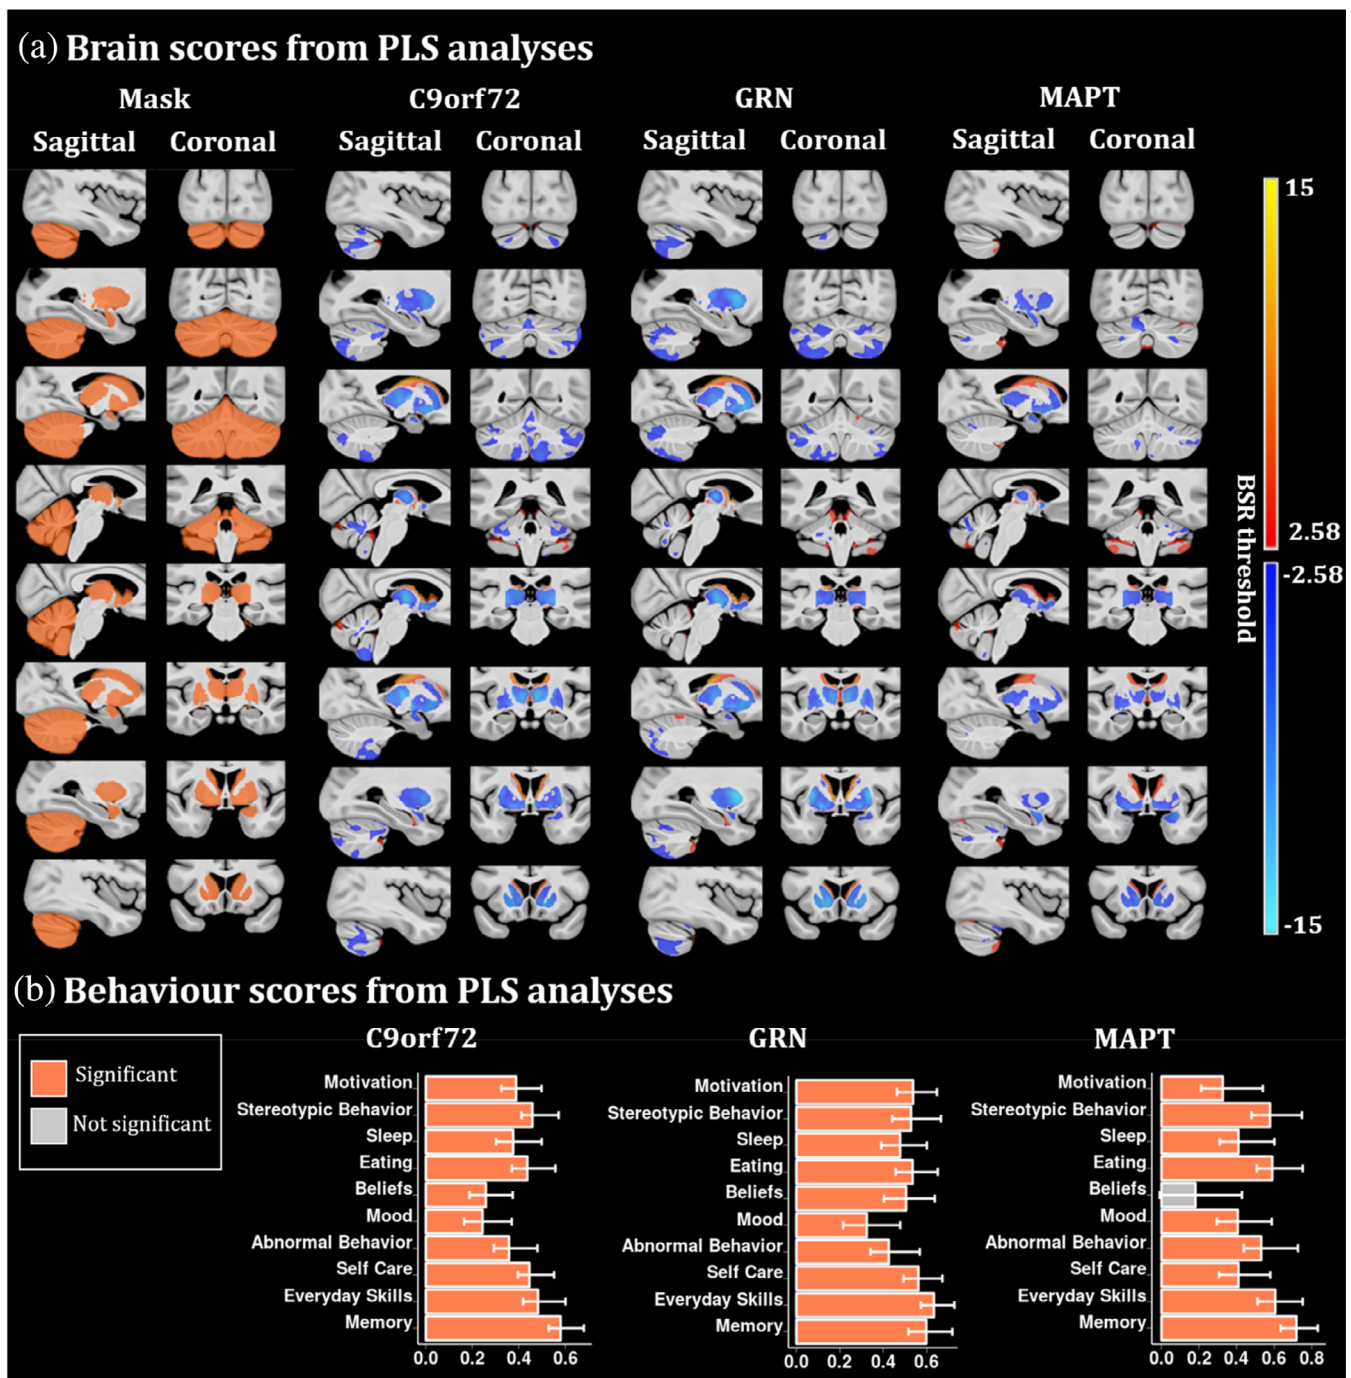 (a) Brain scores from PLS analyses
Mask C9orf72 GRN MAPT
Sagittal Coronal Sagittal Coronal Sagittal Coronal Sagittal Coronal
15
2.58
-2.58
-15
BSR threshold
(b) Behaviour scores from PLS analyses
Significant
Not significant
C9orf72
Motivation
Stereotypic Behavior
Sleep
Eating
Beliefs
Mood
Abnormal Behavior
Self Care
Everyday Skills
Memory
0.0 0.2 0.4 0.6
GRN
Motivation
Stereotypic Behavior
Sleep
Eating
Beliefs
Mood
Abnormal Behavior
Self Care
Everyday Skills
Memory
0.0 0.2 0.4 0.6
MAPT
Motivation
Stereotypic Behavior
Sleep
Eating
Beliefs
Mood
Abnormal Behavior
Self Care
Everyday Skills
Memory
0.0 0.2 0.4 0.6 0.8